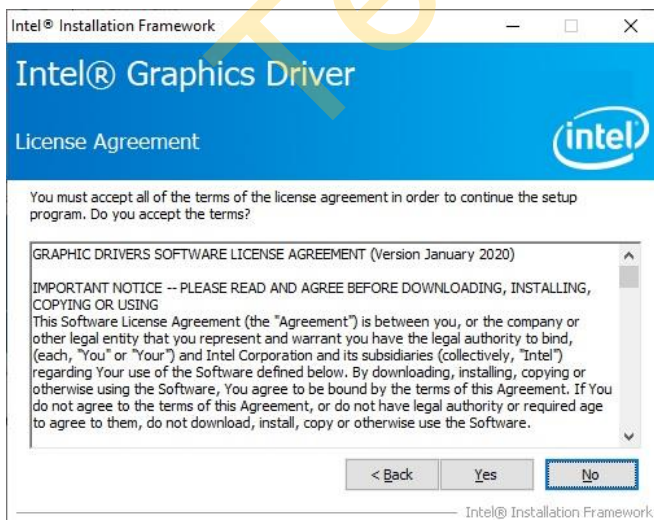 Intel® Installation Framework
Intel® Graphics Driver
License Agreement
intel
You must accept all of the terms of the license agreement in order to continue the setup
program. Do you accept the terms?
GRAPHIC DRIVERS SOFTWARE LICENSE AGREEMENT (Version January 2020)
IMPORTANT NOTICE -- PLEASE READ AND AGREE BEFORE DOWNLOADING, INSTALLING,
COPYING OR USING
This Software License Agreement (the "Agreement") is between you, or the company or
other legal entity that you represent and warrant you have the legal authority to bind,
(each, "You" or "Your") and Intel Corporation and its subsidiaries (collectively, "Intel")
regarding Your use of the Software defined below. By downloading, installing, copying or
otherwise using the Software, You agree to be bound by the terms of this Agreement. If You
do not agree to the terms of this Agreement, or do not have legal authority or required age
to agree to them, do not download, install, copy or otherwise use the Software.
< Back Yes No
Intel® Installation Framework